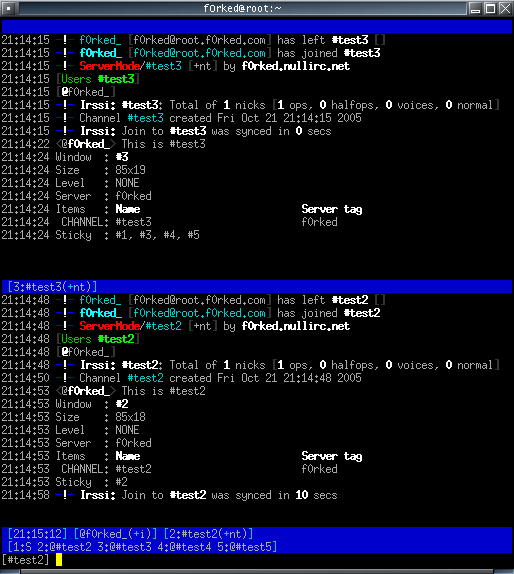 f0rked@root:~
21:14:15 -!- f0rked_ [f0rked@root.f0rked.com] has left #test3 []
21:14:15 -!- f0rked_ [f0rked@root.f0rked.com] has joined #test3
21:14:15 -!- ServerMode/#test3 [+nt] by f0rked.nullirc.net
21:14:15 [Users #test3]
21:14:15 [@f0rked_]
21:14:15 -!- Irssi: #test3: Total of 1 nicks [1 ops, 0 halfops, 0 voices, 0 normal]
21:14:15 -!- Channel #test3 created Fri Oct 21 21:14:15 2005
21:14:15 -!- Irssi: Join to #test3 was synced in 0 secs
21:14:22 <@f0rked_> This is #test3
21:14:24 Window : #3
21:14:24 Size : 85x19
21:14:24 Level : NONE
21:14:24 Server : f0rked
21:14:24 Items : Name Server tag
21:14:24 CHANNEL: #test3 f0rked
21:14:24 Sticky : #1, #3, #4, #5
[3:#test3(+nt)]
21:14:48 -!- f0rked_ [f0rked@root.f0rked.com] has left #test2 []
21:14:48 -!- f0rked_ [f0rked@root.f0rked.com] has joined #test2
21:14:48 -!- ServerMode/#test2 [+nt] by f0rked.nullirc.net
21:14:48 [Users #test2]
21:14:48 [@f0rked_]
21:14:48 -!- Irssi: #test2: Total of 1 nicks [1 ops, 0 halfops, 0 voices, 0 normal]
21:14:50 -!- Channel #test2 created Fri Oct 21 21:14:48 2005
21:14:53 <@f0rked_> This is #test2
21:14:53 Window : #2
21:14:53 Size : 85x18
21:14:53 Level : NONE
21:14:53 Server : f0rked
21:14:53 Items : Name Server tag
21:14:53 CHANNEL: #test2 f0rked
21:14:53 Sticky : #2
21:14:58 -!- Irssi: Join to #test2 was synced in 10 secs
[21:15:12] [@f0rked_(+i)] [2:#test2(+nt)]
[1:S 2:@#test2 3:@#test3 4:@#test4 5:@#test5]
[#test2]